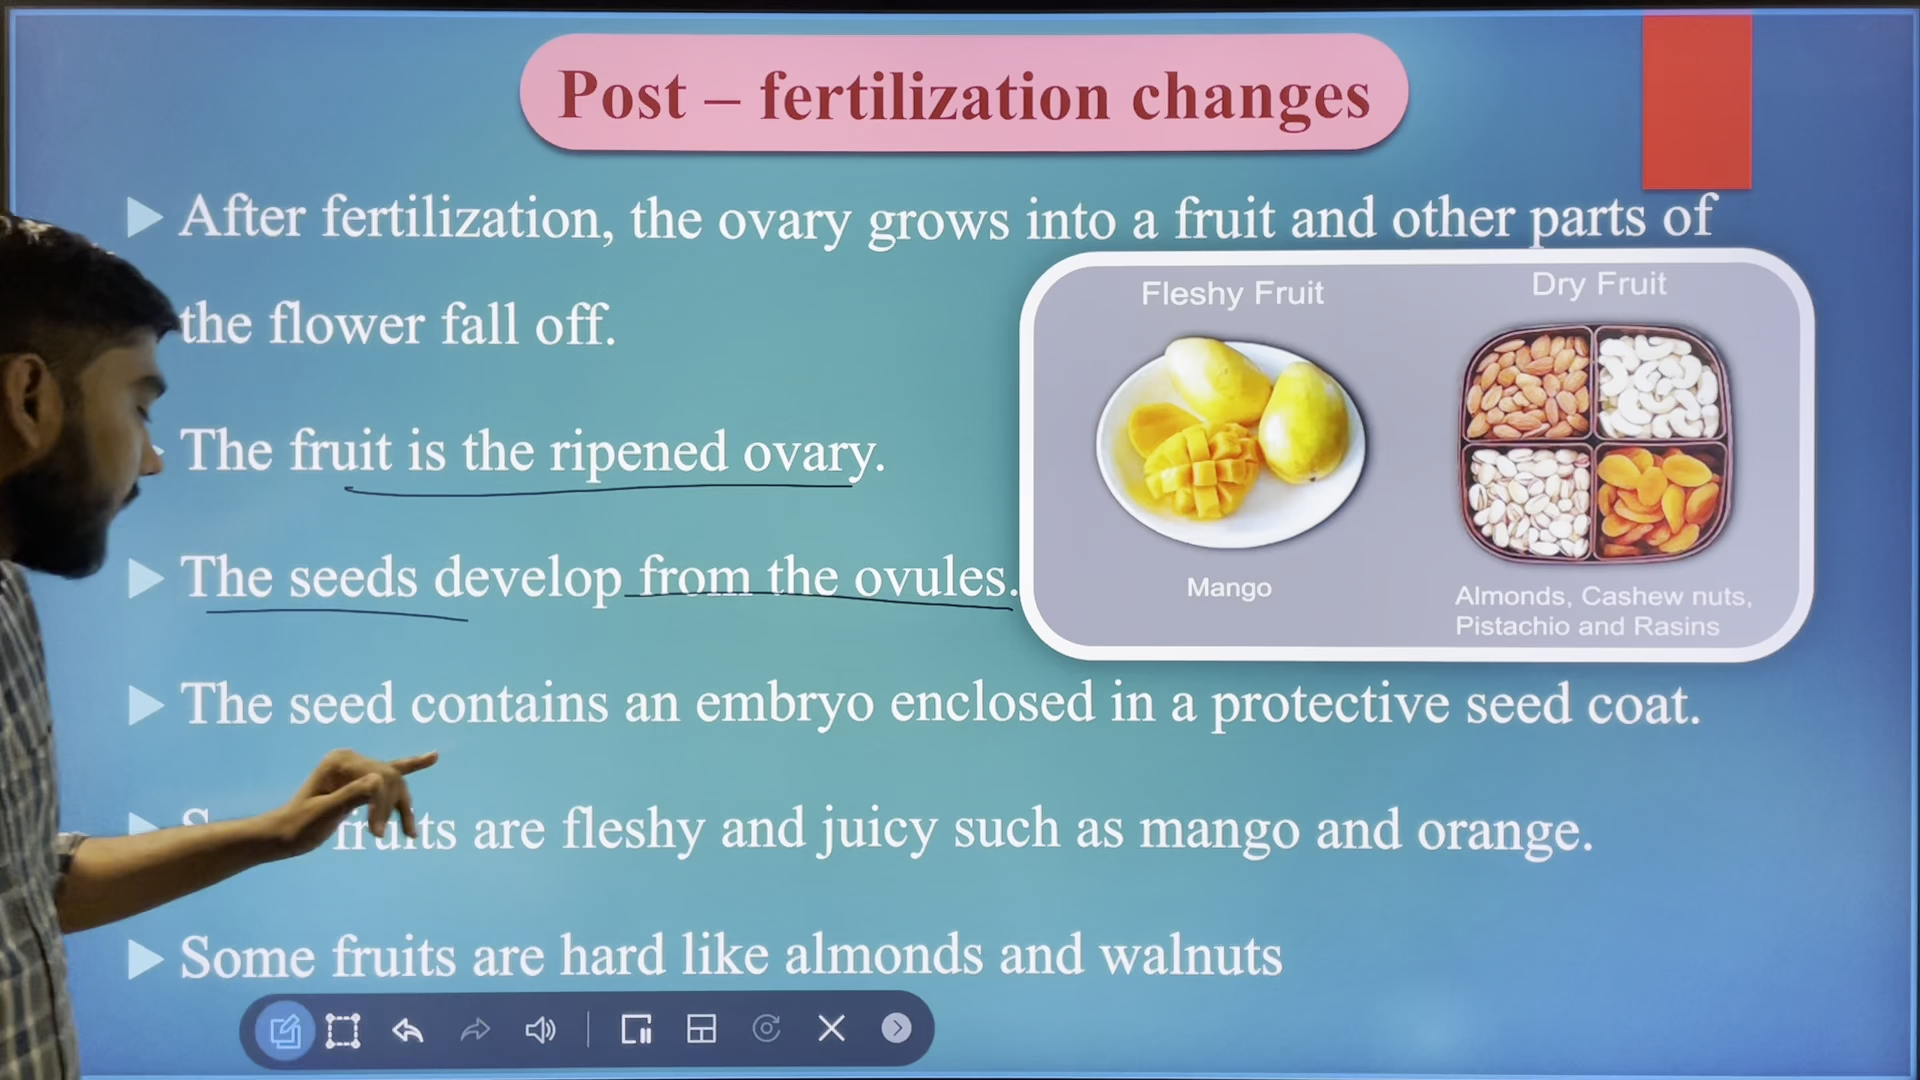 Post – fertilization changes
After fertilization, the ovary grows into a fruit and other parts of
the flower fall off.
The fruit is the ripened ovary.
The seeds develop from the ovules.
Fleshy Fruit
Dry Fruit
Mango
Almonds, Cashew nuts,
Pistachio and Rasins
The seed contains an embryo enclosed in a protective seed coat.
fruits are fleshy and juicy such as mango and orange.
Some fruits are hard like almonds and walnuts